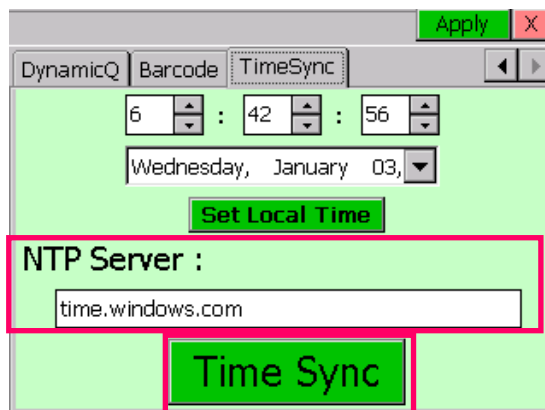 Apply X
DynamicQ Barcode TimeSync
6 : 42 : 56
Wednesday, January 03,
Set Local Time
NTP Server :
time.windows.com
Time Sync